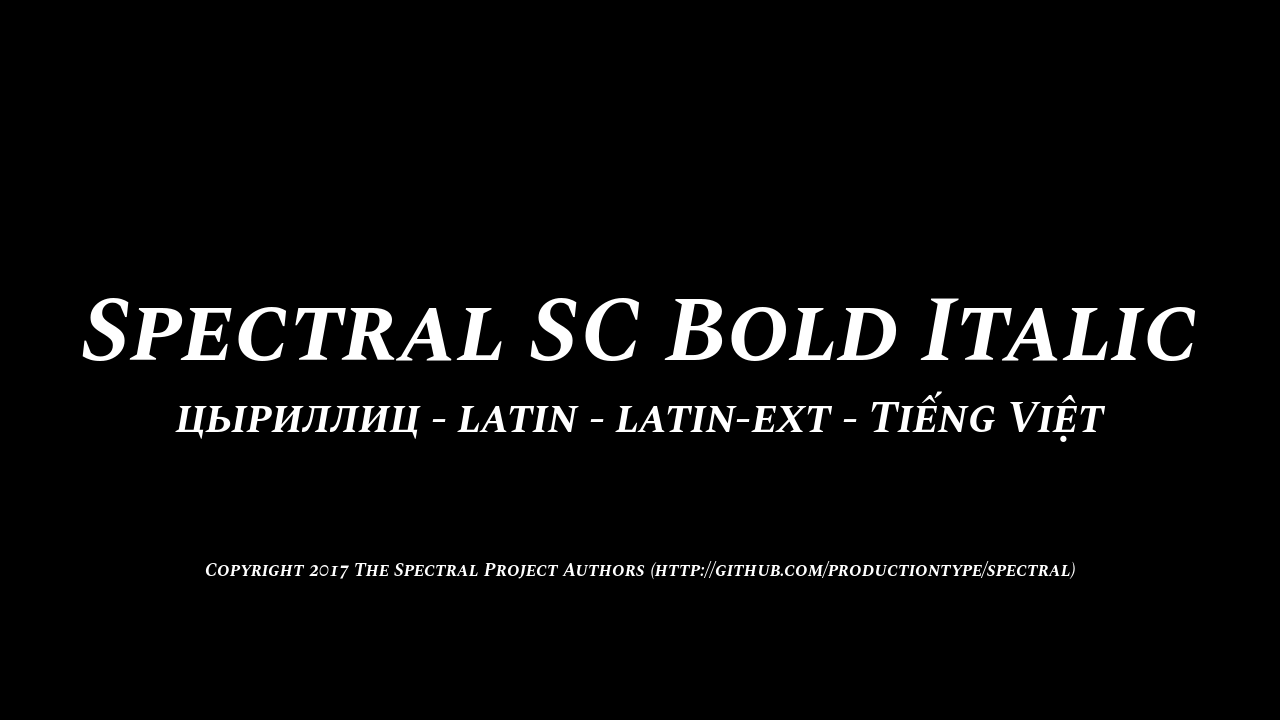 Spectral SC Bold Italic
цыриллиц - latin - latin-ext - Tiếng Việt
Copyright 2017 The Spectral Project Authors (http://github.com/productiontype/spectral)